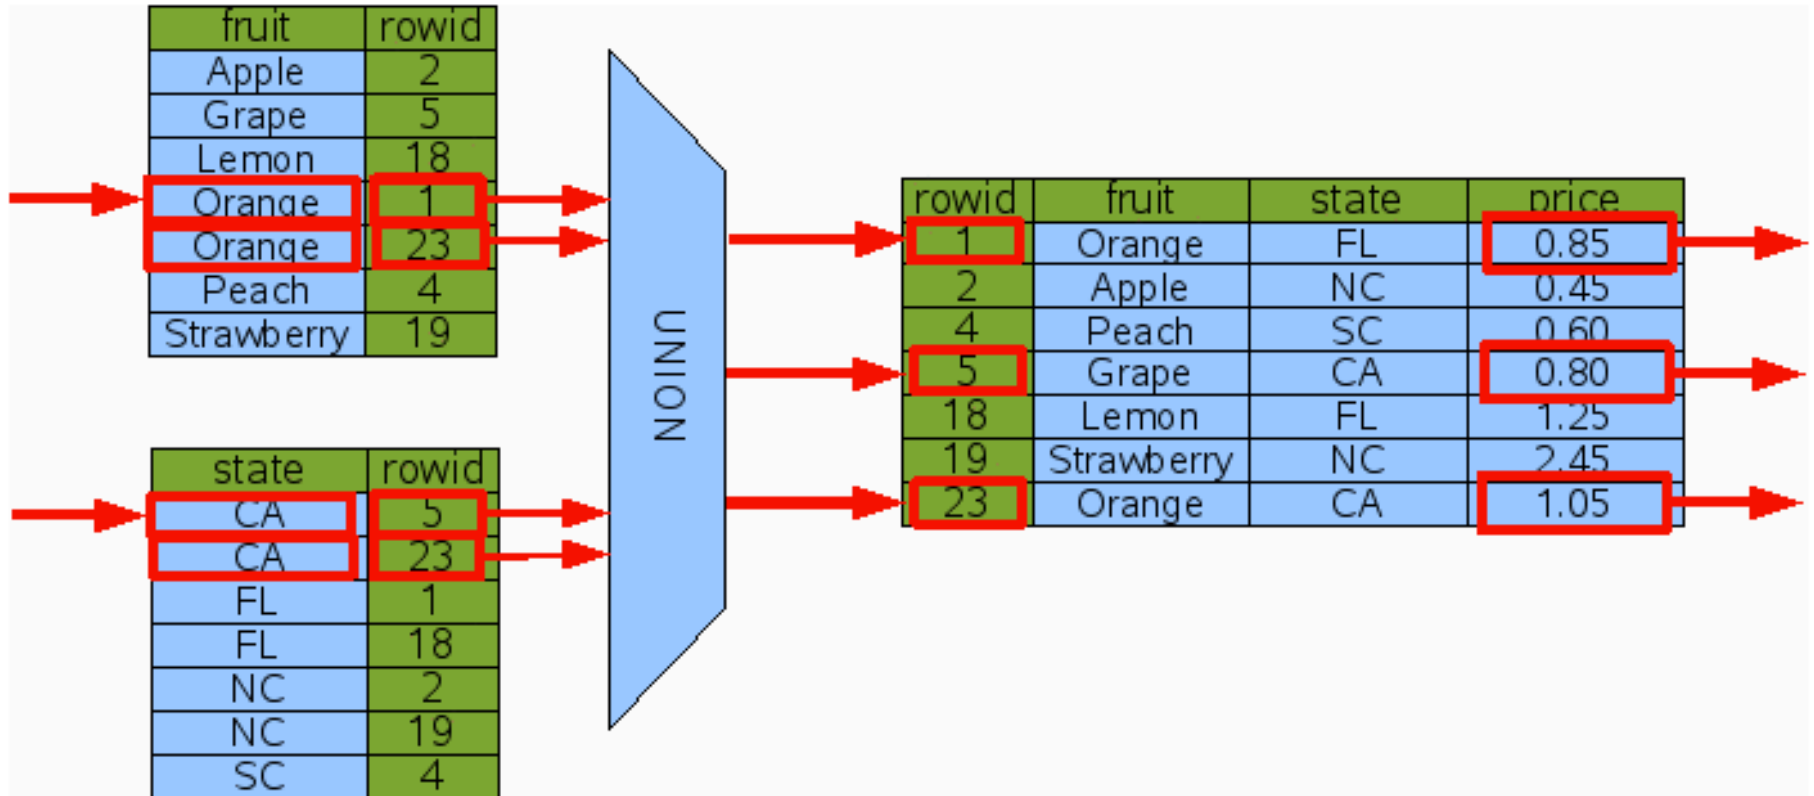 fruit rowid
Apple 2
Grape 5
Lemon 18
Orange 1
Orange 23
Peach 4
Strawberry 19
state rowid
CA 5
CA 23
FL 1
FL 18
NC 2
NC 19
SC 4
UNION
rowid fruit state price
1 Orange FL 0.85
2 Apple NC 0.45
4 Peach SC 0.60
5 Grape CA 0.80
18 Lemon FL 1.25
19 Strawberry NC 2.45
23 Orange CA 1.05